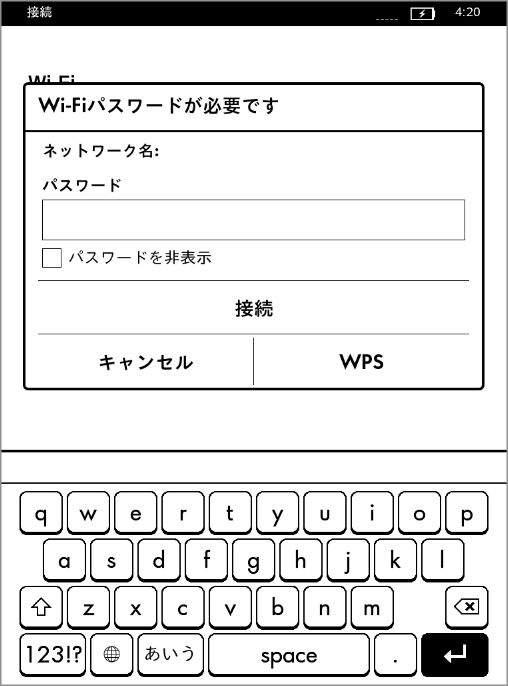 接続 4:20
Wi-Fi
Wi-Fiパスワードが必要です
ネットワーク名:
パスワード
パスワードを非表示
接続
キャンセル WPS
q w e r t y u i o p
a s d f g h j k l
z x c v b n m
123!? あいう space .